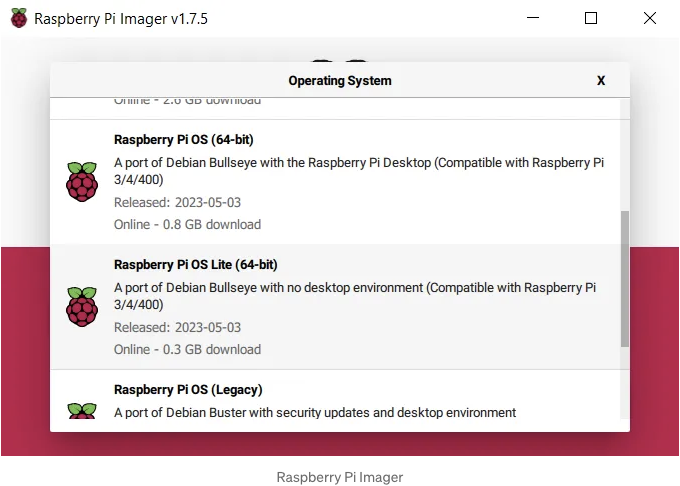 Raspberry Pi Imager v1.7.5
Operating System
X
Online - 2.6 GB download
Raspberry Pi OS (64-bit)
A port of Debian Bullseye with the Raspberry Pi Desktop (Compatible with Raspberry Pi
3/4/400)
Released: 2023-05-03
Online - 0.8 GB download
Raspberry Pi OS Lite (64-bit)
A port of Debian Bullseye with no desktop environment (Compatible with Raspberry Pi
3/4/400)
Released: 2023-05-03
Online - 0.3 GB download
Raspberry Pi OS (Legacy)
A port of Debian Buster with security updates and desktop environment
Raspberry Pi Imager